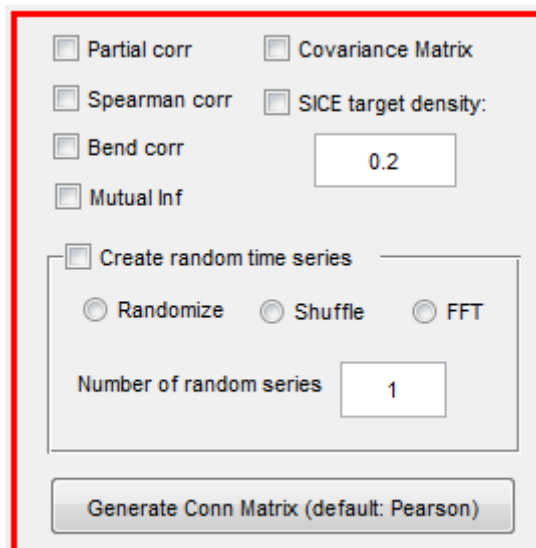 Partial corr
Covariance Matrix
Spearman corr
SICE target density:
Bend corr
0.2
Mutual Inf
Create random time series
Randomize
Shuffle
FFT
Number of random series
1
Generate Conn Matrix (default: Pearson)